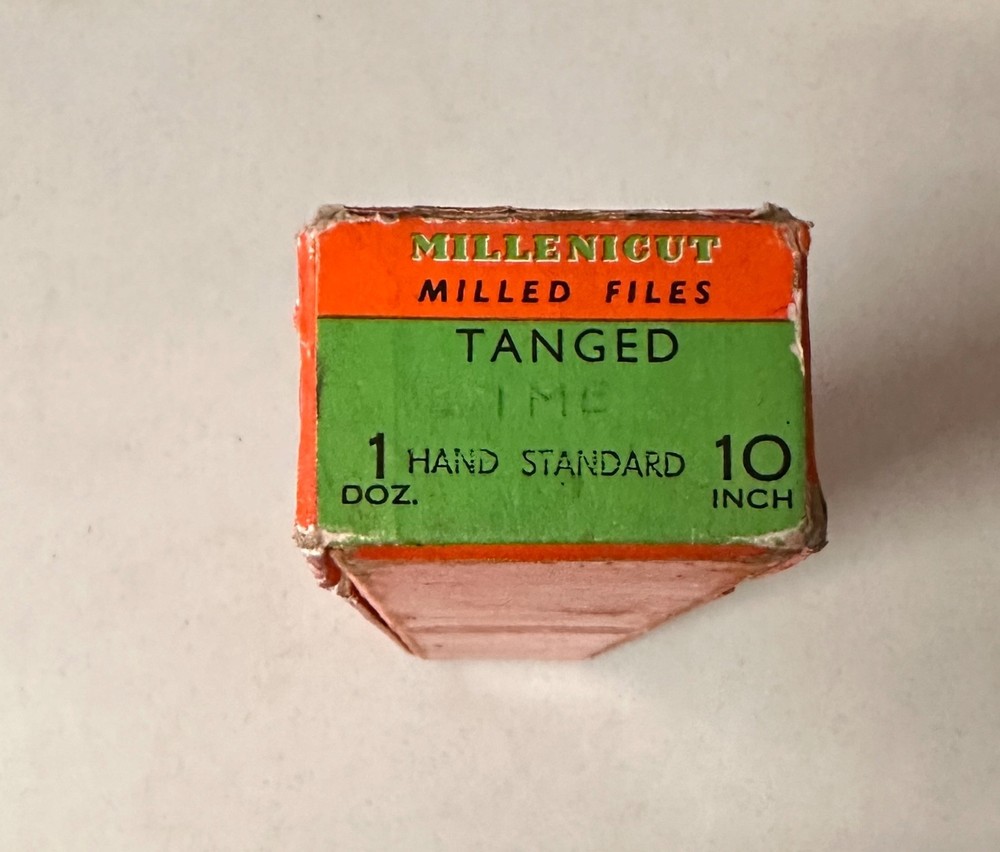 MILLENICUT
MILLED FILES
TANGED
1 HAND STANDARD 10
DOZ. INCH